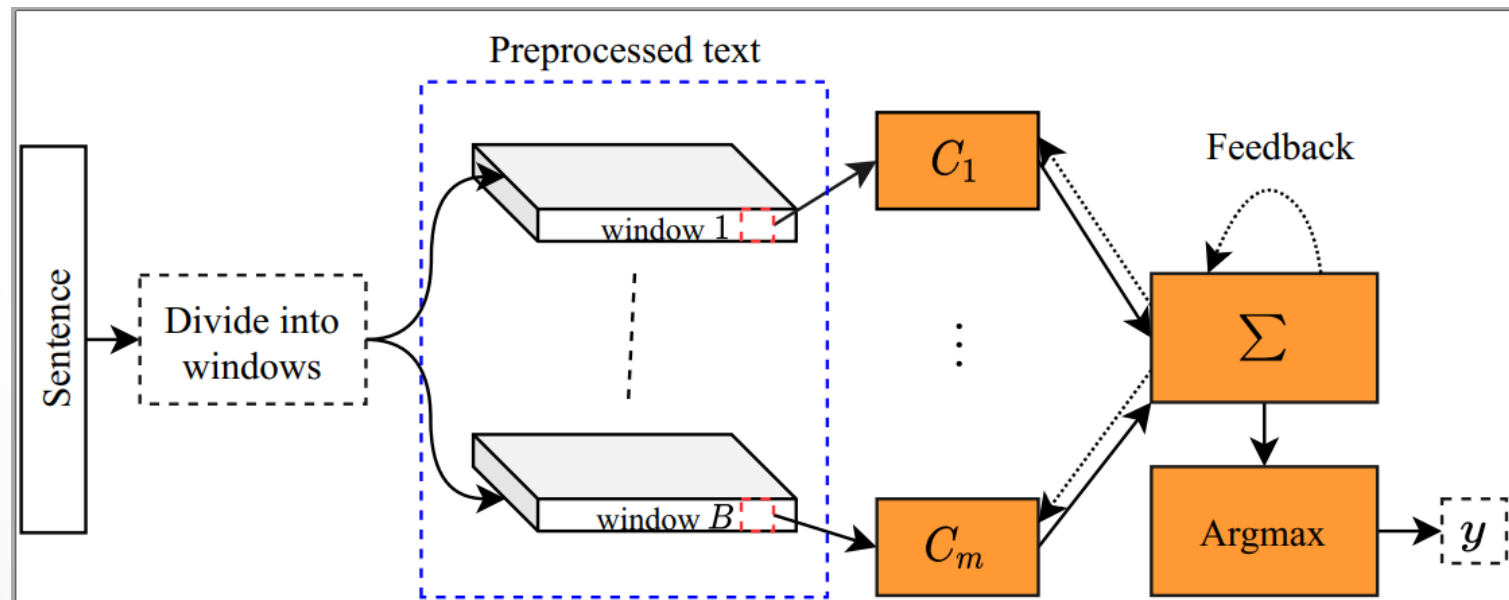 Preprocessed text
Sentence
Divide into
windows
window 1
window B
C₁
⋮
Cₘ
Feedback
∑
Argmax
y